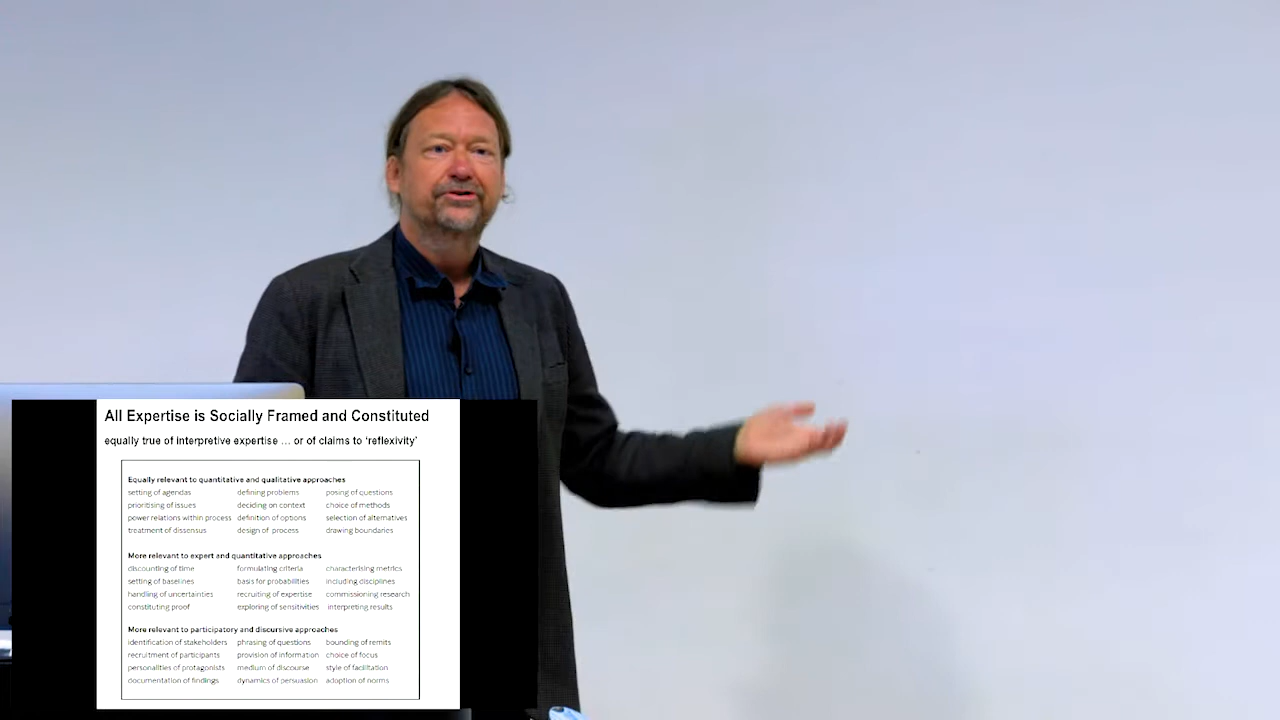 All Expertise is Socially Framed and Constituted
equally true of interpretive expertise ... or of claims to ‘reflexivity’
Equally relevant to quantitative and qualitative approaches
setting of agendas defining problems posing of questions
prioritising of issues deciding on context choice of methods
power relations within process definition of options selection of alternatives
treatment of dissensus design of process drawing boundaries
More relevant to expert and quantitative approaches
discounting of time formulating criteria characterising metrics
setting of baselines basis for probabilities including disciplines
handling of uncertainties recruiting of expertise commissioning research
constituting proof exploring of sensitivities interpreting results
More relevant to participatory and discursive approaches
identification of stakeholders phrasing of questions bounding of remits
recruitment of participants provision of information choice of focus
personalities of protagonists medium of discourse style of facilitation
documentation of findings dynamics of persuasion adoption of norms